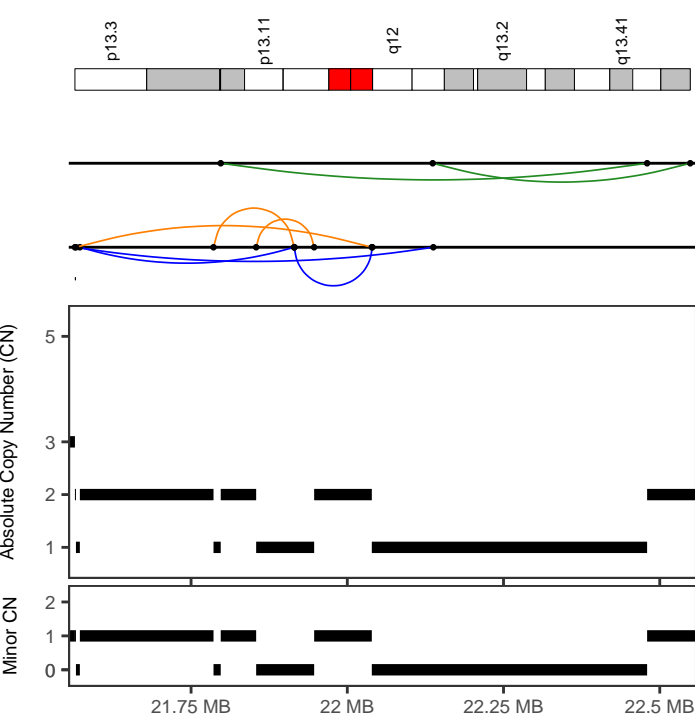 p13.3 p13.11 q12 q13.2 q13.41
Absolute Copy Number (CN)
5
3
2
1
Minor CN
2
1
0
21.75 MB 22 MB 22.25 MB 22.5 MB